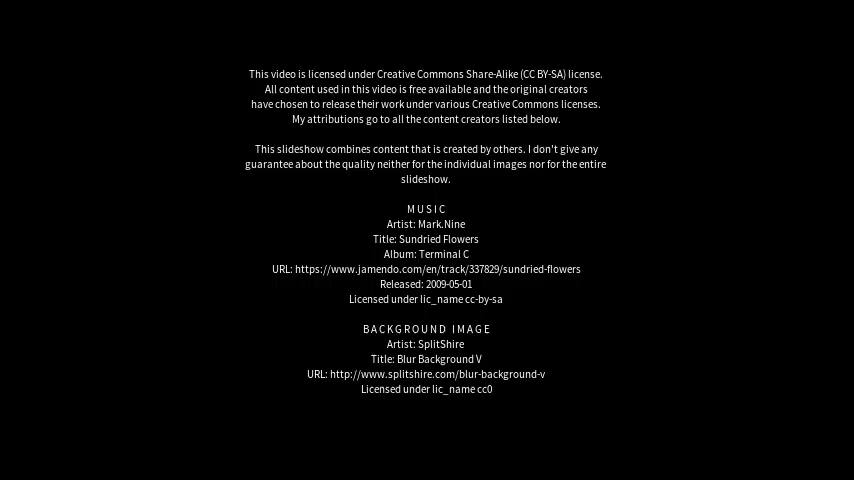 This video is licensed under Creative Commons Share-Alike (CC BY-SA) license.
All content used in this video is free available and the original creators
have chosen to release their work under various Creative Commons licenses.
My attributions go to all the content creators listed below.
This slideshow combines content that is created by others. I don't give any
guarantee about the quality neither for the individual images nor for the entire
slideshow.
MUSIC
Artist: Mark.Nine
Title: Sundried Flowers
Album: Terminal C
URL: https://www.jamendo.com/en/track/337829/sundried-flowers
Released: 2009-05-01
Licensed under lic_name cc-by-sa
BACKGROUND IMAGE
Artist: SplitShire
Title: Blur Background V
URL: http://www.splitshire.com/blur-background-v
Licensed under lic_name cc0